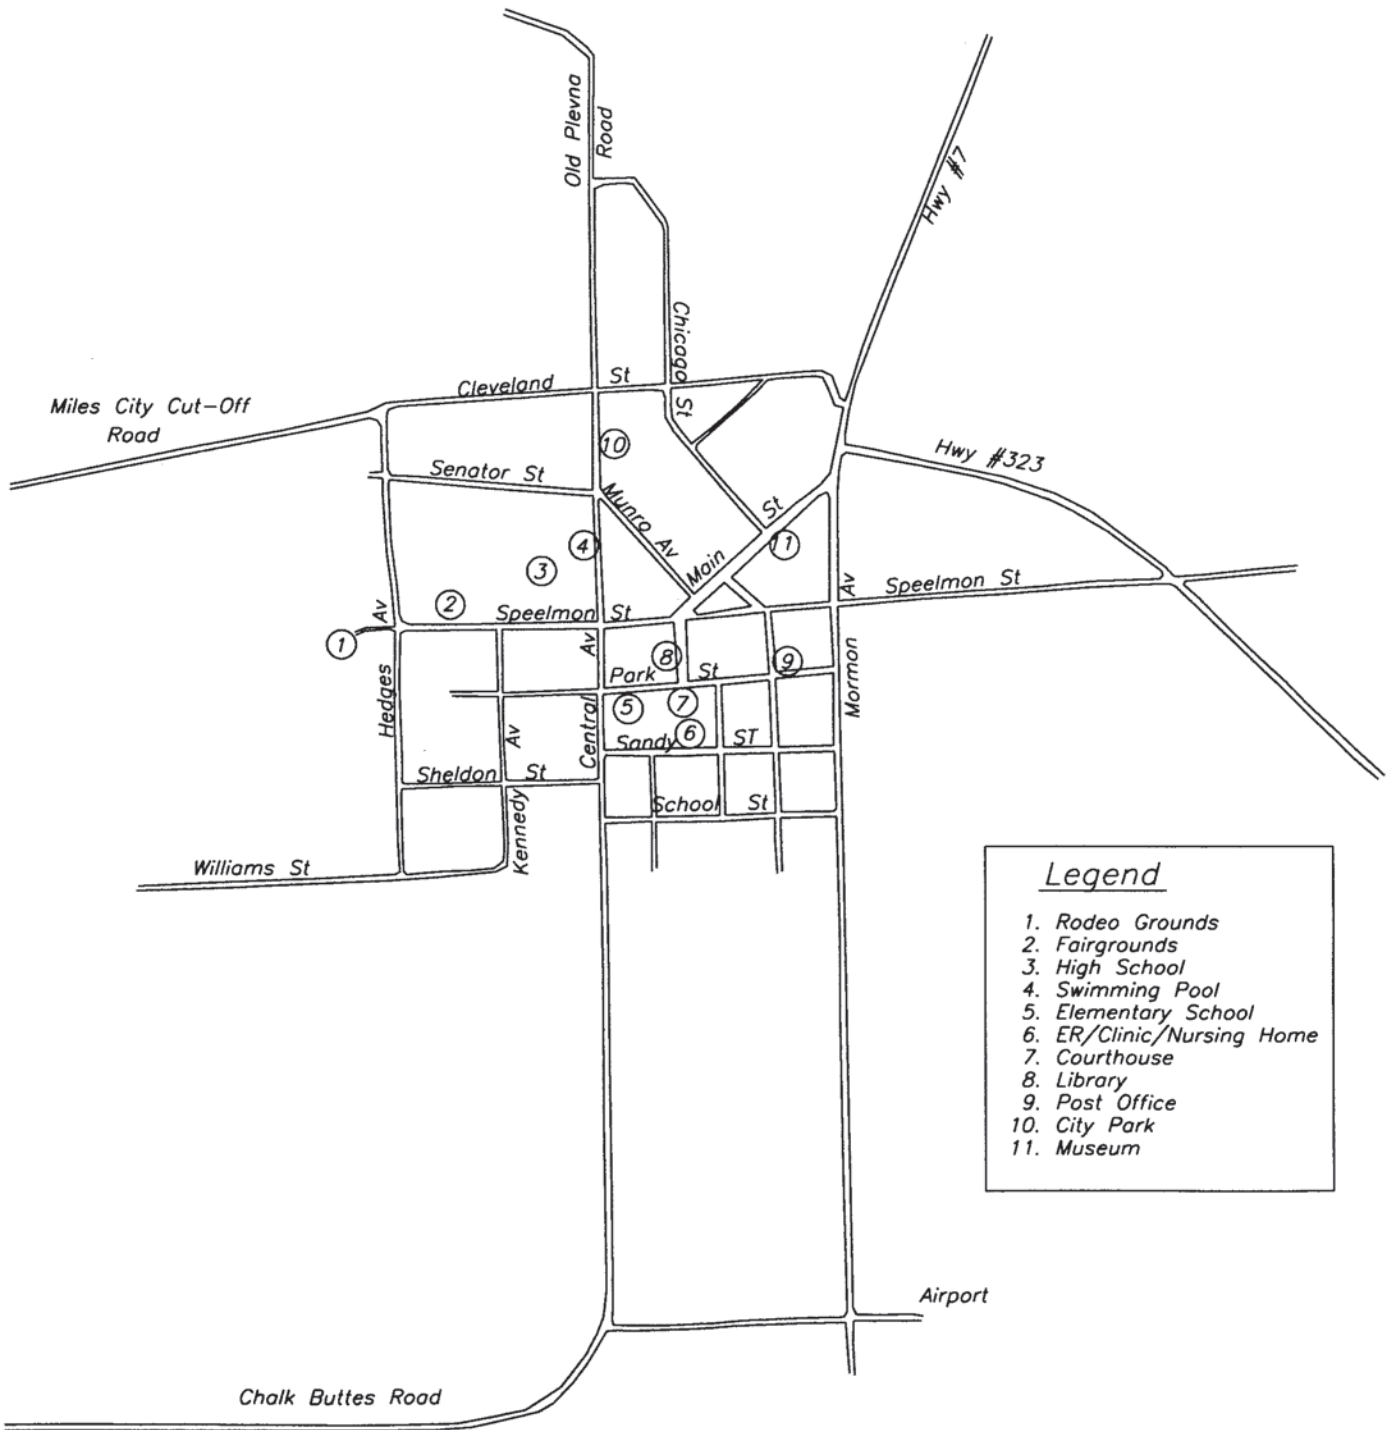 Old Plevna
Road
Hwy #7
Chicago St
Cleveland St
Miles City Cut-Off
Road
10
Hwy #323
Senator St
Munro Av
Main St
4
11
3
2
Speelmon St
Av
Speelmon St
1
Hedges Av
Central Av
8
9
Park St
Mormon
5
7
6
Sandy ST
Kennedy Av
Sheldon St
School St
Williams St
Legend
1. Rodeo Grounds
2. Fairgrounds
3. High School
4. Swimming Pool
5. Elementary School
6. ER/Clinic/Nursing Home
7. Courthouse
8. Library
9. Post Office
10. City Park
11. Museum
Airport
Chalk Buttes Road